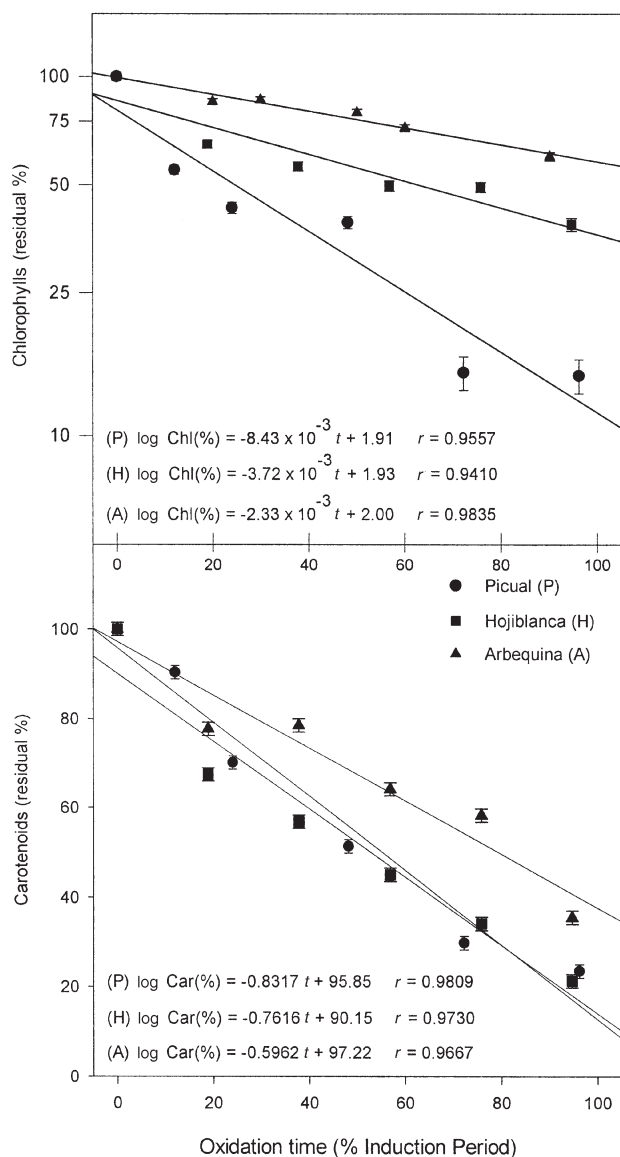 Chlorophylls (residual %)
100
75
50
25
10
(P) log Chl(%) = -8.43 x 10-3 t + 1.91 r = 0.9557
(H) log Chl(%) = -3.72 x 10-3 t + 1.93 r = 0.9410
(A) log Chl(%) = -2.33 x 10-3 t + 2.00 r = 0.9835
0 20 40 60 80 100
Picual (P)
Hojiblanca (H)
Arbequina (A)
Carotenoids (residual %)
100
80
60
40
20
0
(P) log Car(%) = -0.8317 t + 95.85 r = 0.9809
(H) log Car(%) = -0.7616 t + 90.15 r = 0.9730
(A) log Car(%) = -0.5962 t + 97.22 r = 0.9667
0 20 40 60 80 100
Oxidation time (% Induction Period)